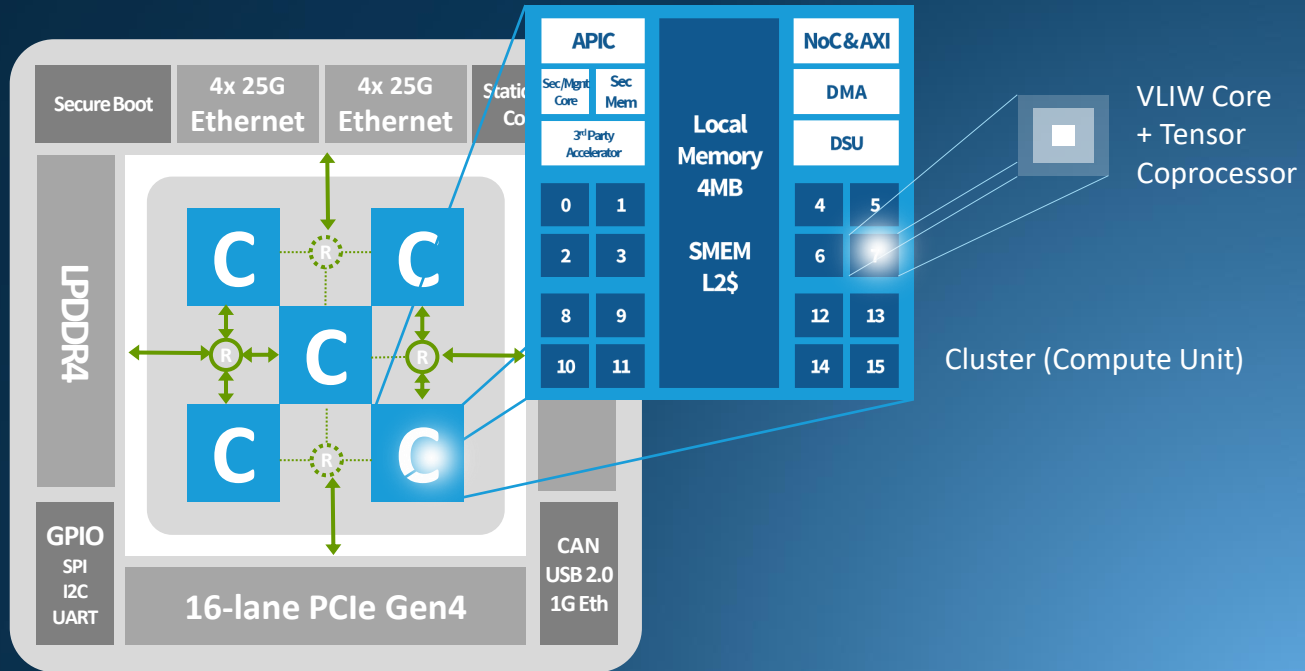 Secure Boot
4x 25G
Ethernet
4x 25G
Ethernet
LPDDR4
C
C
C
C
C
R
R
R
R
GPIO
SPI
I2C
UART
16-lane PCIe Gen4
CAN
USB 2.0
1G Eth
APIC
Sec/Mgnt
Core
Sec
Mem
3rd Party
Accelerator
0 1
2 3
8 9
10 11
Local
Memory
4MB
SMEM
L2$
NoC & AXI
DMA
DSU
4 5
6 7
12 13
14 15
VLIW Core
+ Tensor
Coprocessor
Cluster (Compute Unit)